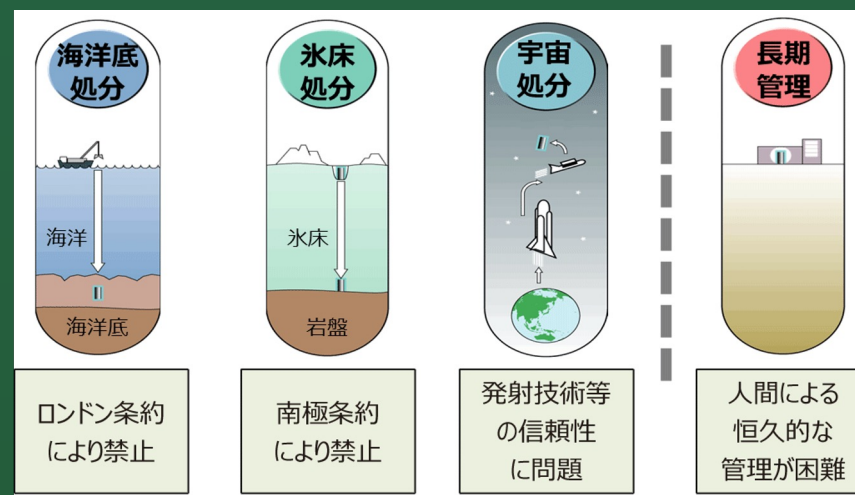 海洋底
処分
海洋
海洋底
ロンドン条約
により禁止
氷床
処分
氷床
岩盤
南極条約
により禁止
宇宙
処分
発射技術等
の信頼性
に問題
長期
管理
人間による
恒久的な
管理が困難